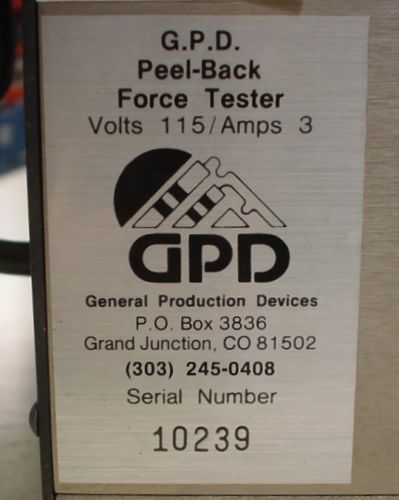 G.P.D.
Peel-Back
Force Tester
Volts 115/Amps 3
GPD
General Production Devices
P.O. Box 3836
Grand Junction, CO 81502
(303) 245-0408
Serial Number
10239